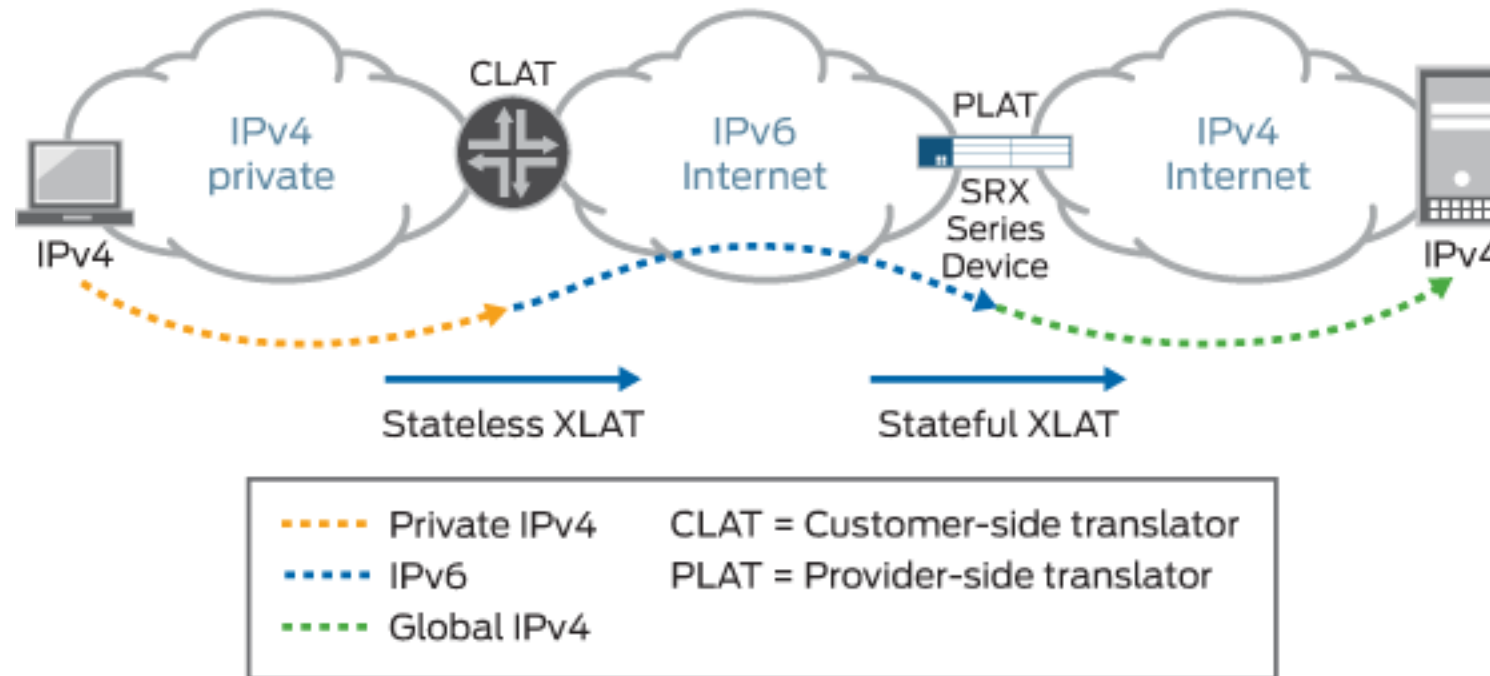 CLAT
PLAT
IPv4
private
IPv6
Internet
IPv4
Internet
SRX
Series
Device
IPv4
IPv4
Stateless XLAT
Stateful XLAT
Private IPv4
CLAT = Customer-side translator
IPv6
PLAT = Provider-side translator
Global IPv4